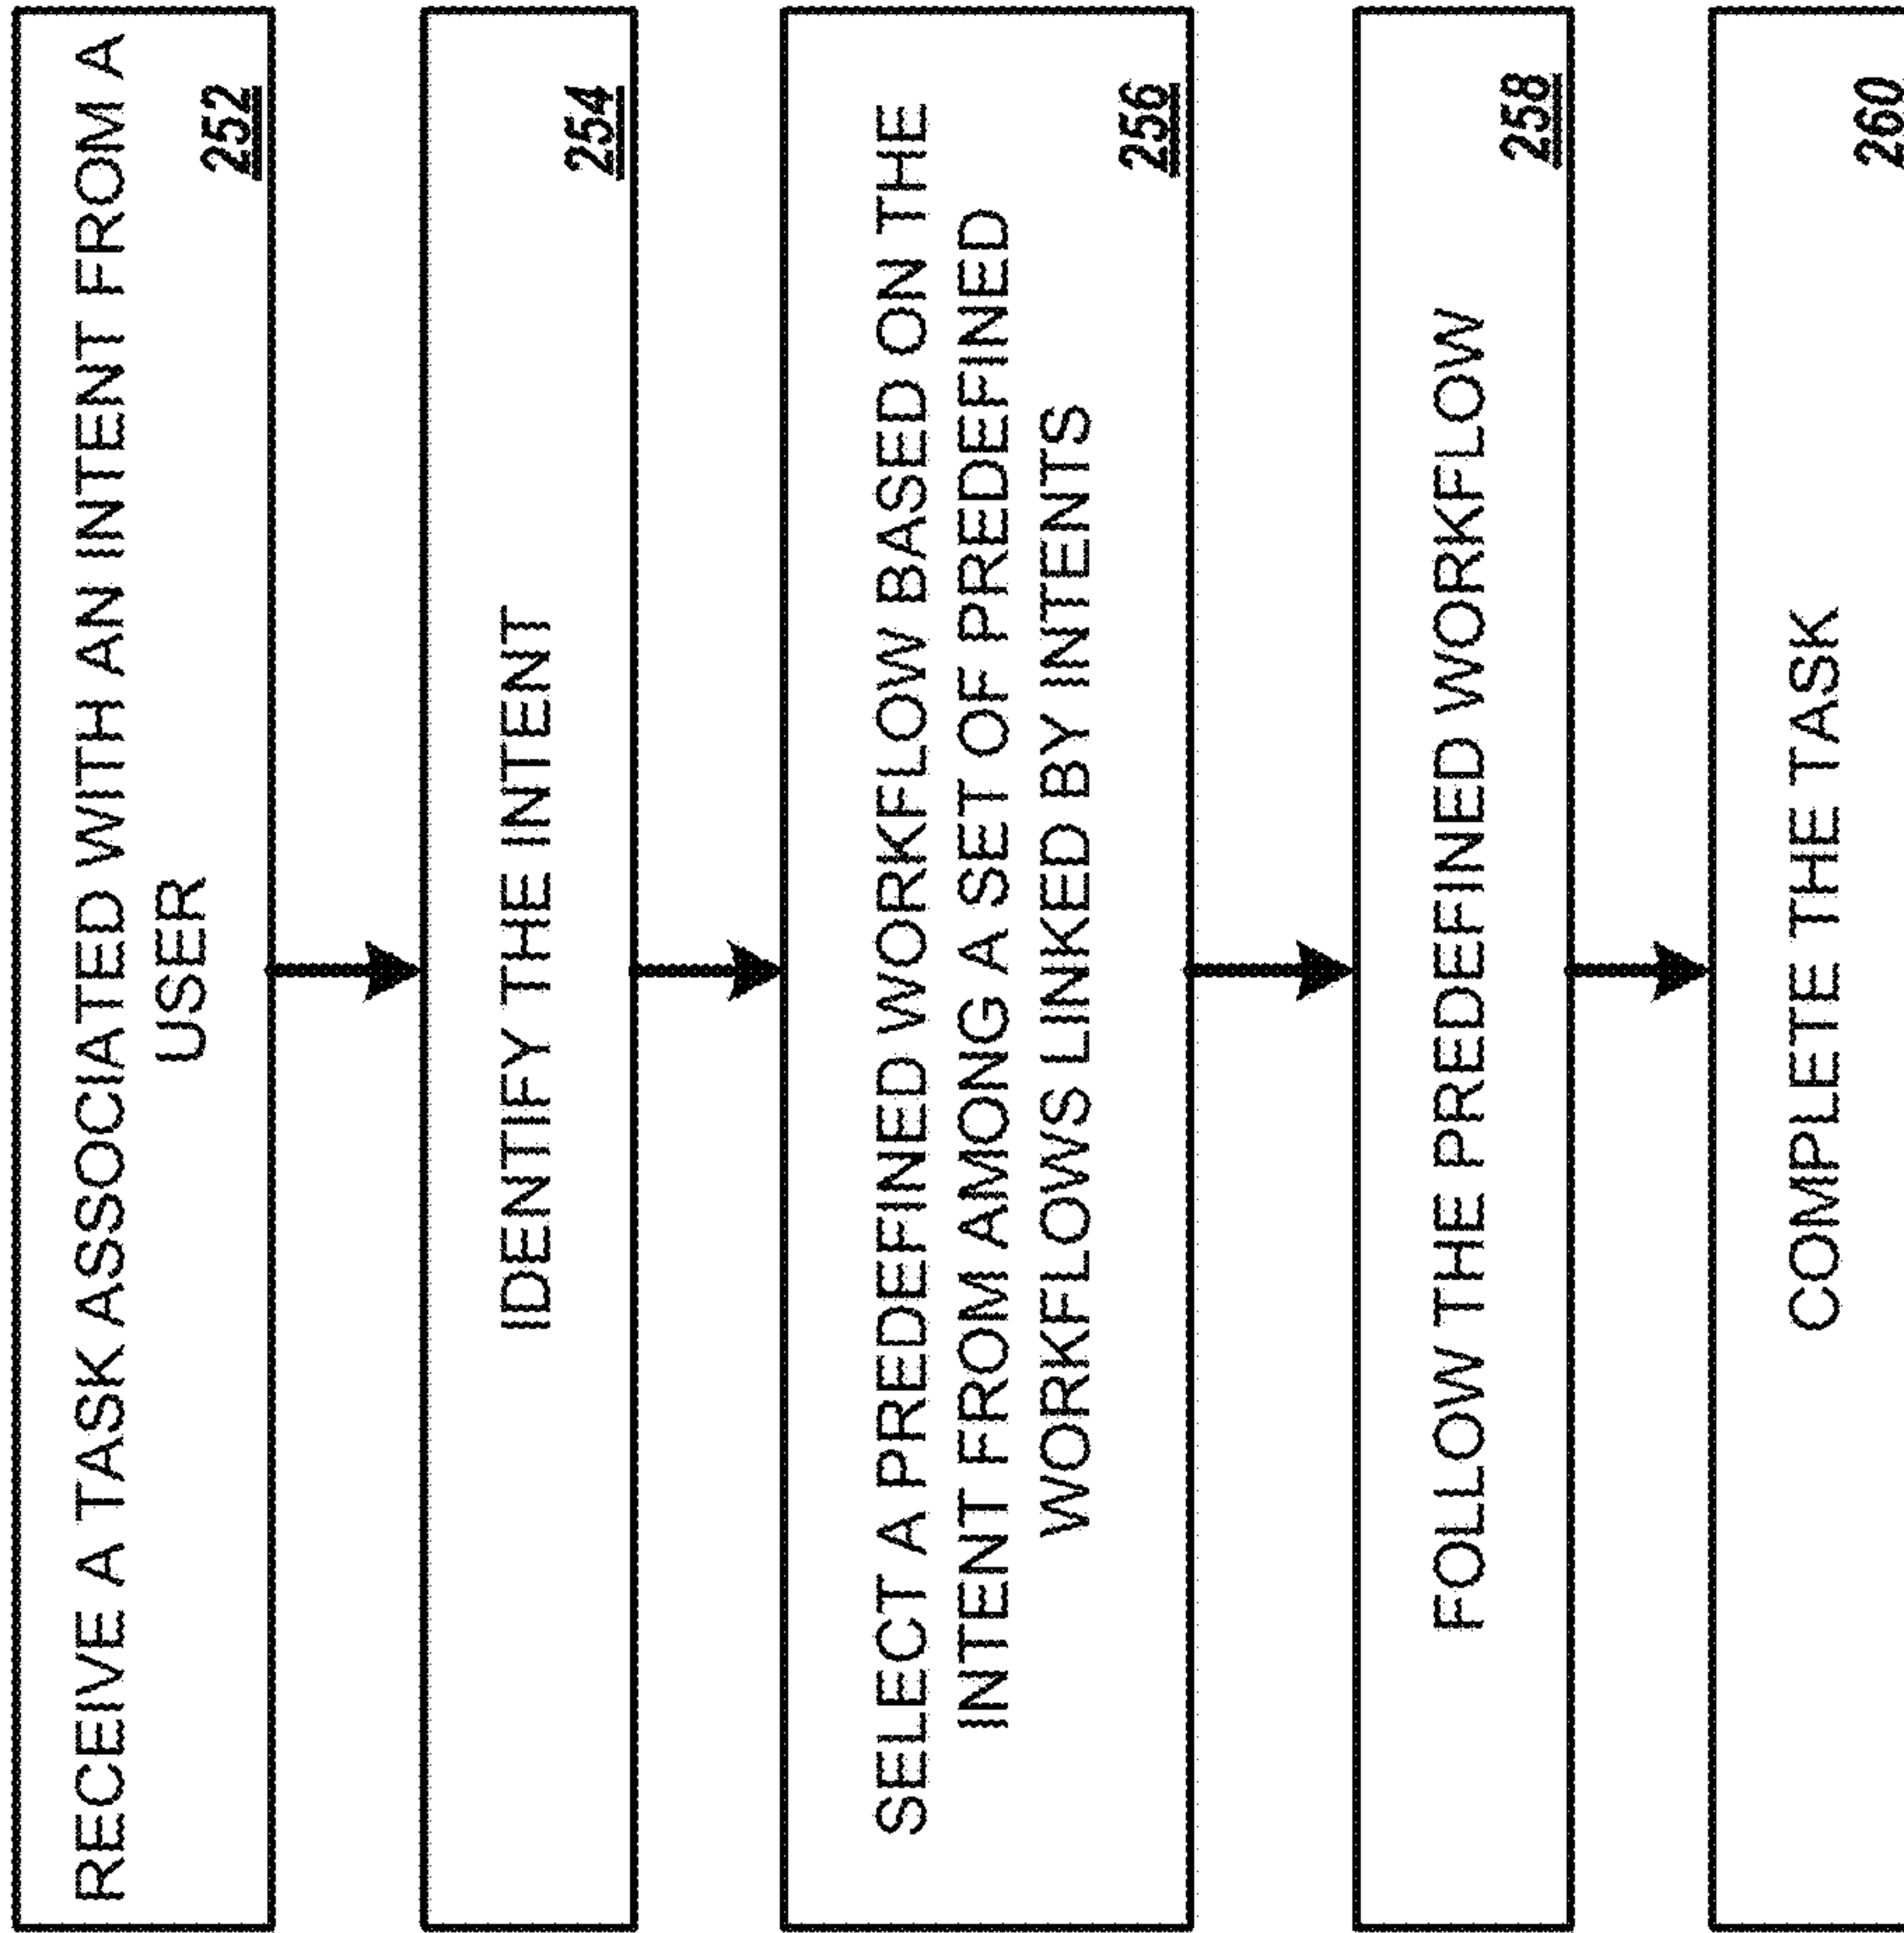 RECEIVE A TASK ASSOCIATED WITH AN INTENT FROM A
USER
252
IDENTIFY THE INTENT
254
SELECT A PREDEFINED WORKFLOW BASED ON THE
INTENT FROM AMONG A SET OF PREDEFINED
WORKFLOWS LINKED BY INTENTS
256
FOLLOW THE PREDEFINED WORKFLOW
258
COMPLETE THE TASK
260